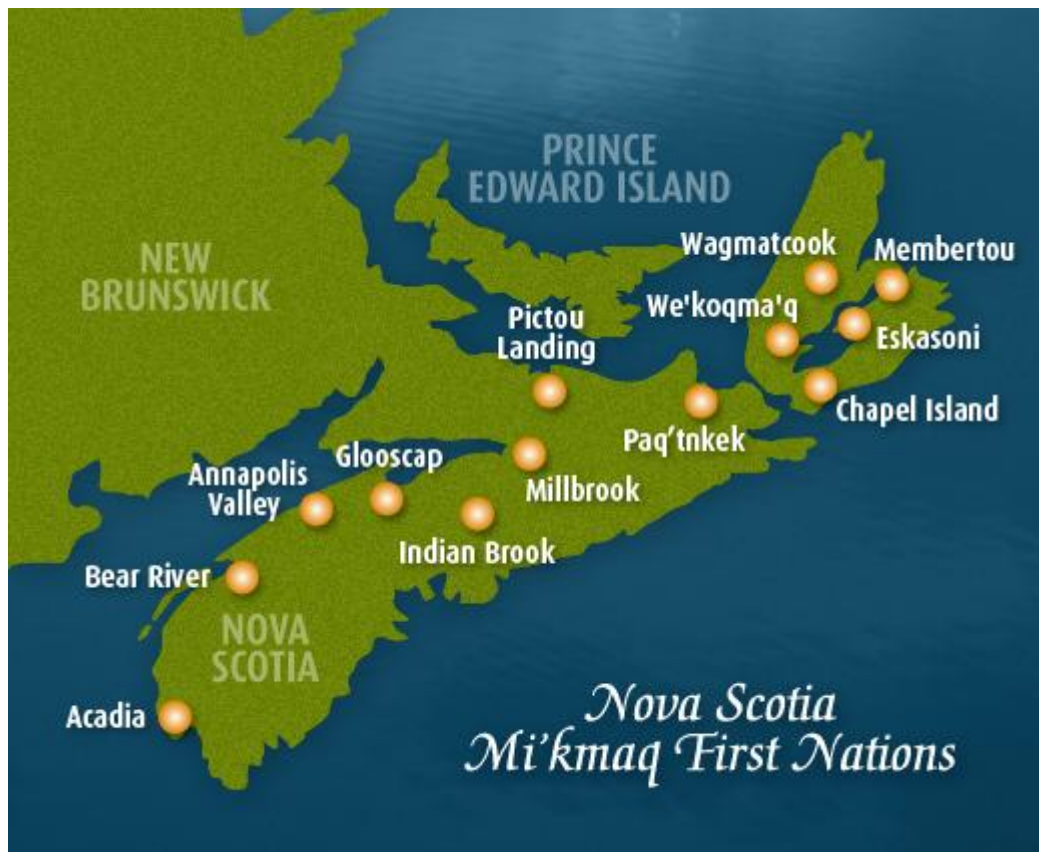 PRINCE
EDWARD ISLAND
NEW
BRUNSWICK
Wagmatcook
Membertou
We'koqma'q
Pictou
Landing
Eskasoni
Chapel Island
Paq’tnkek
Glooscap
Annapolis
Valley
Millbrook
Indian Brook
Bear River
NOVA
SCOTIA
Acadia
Nova Scotia
Mi’kmaq First Nations